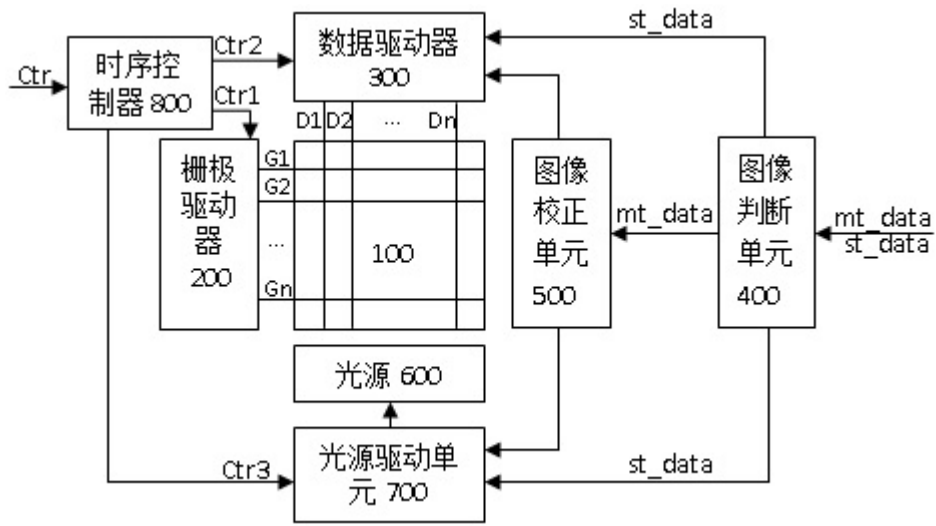 st_data
数据驱动器
300
Ctr2
时序控
制器 800
Ctr
Ctr1
D1 D2 ... Dn
栅极
驱动
器
200
G1
G2
...
Gn
100
图像
校正
单元
500
mt_data
图像
判断
单元
400
mt_data
st_data
光源 600
光源驱动单
元 700
Ctr3
st_data